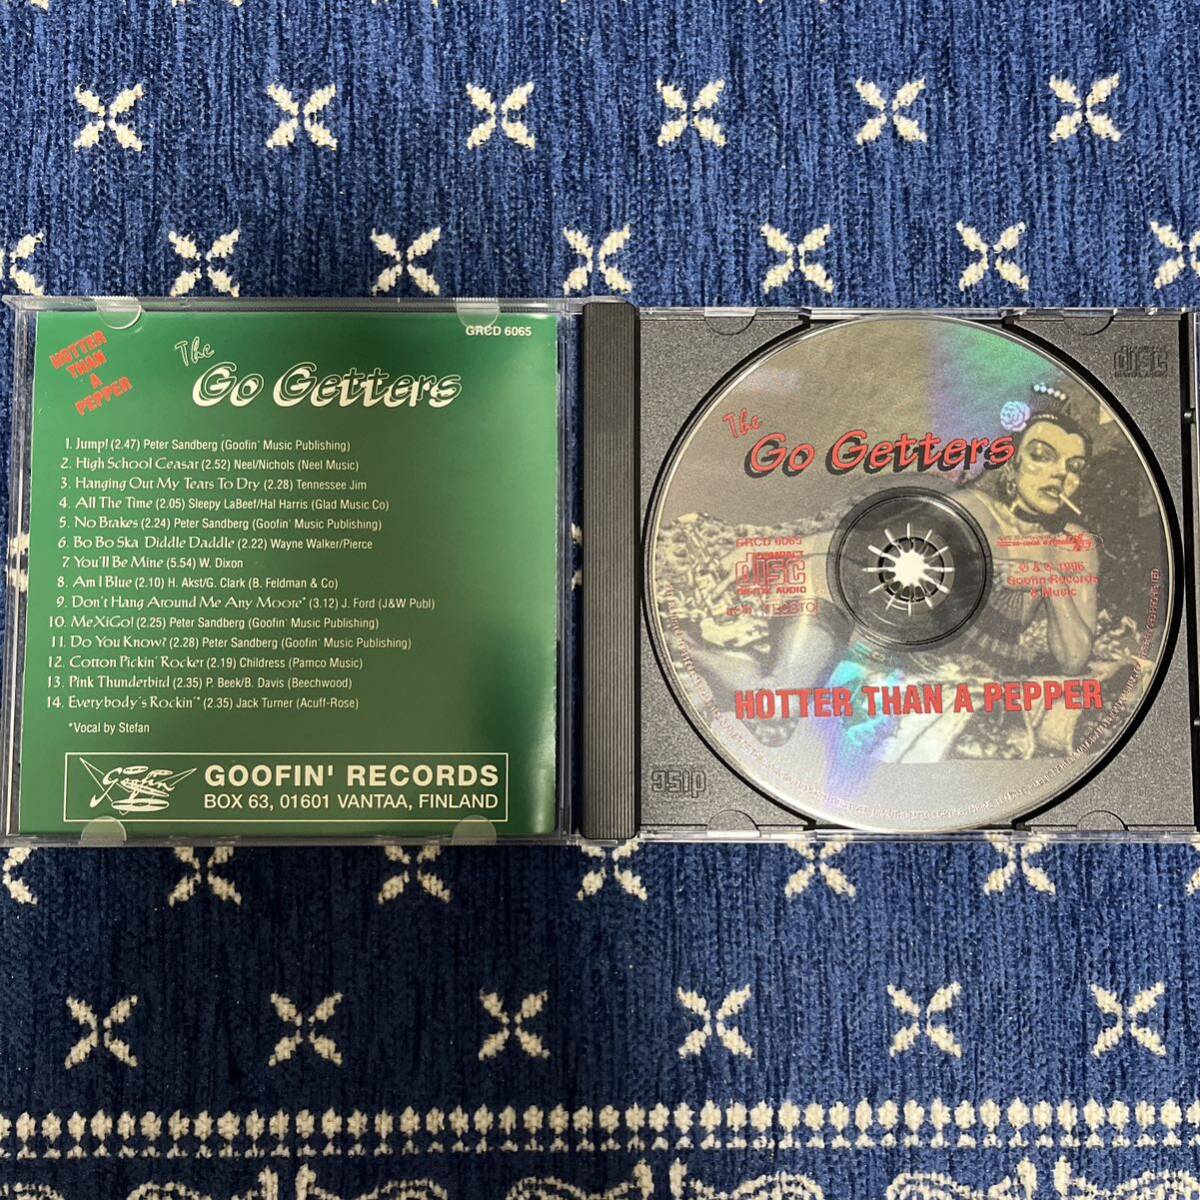 HOTTER
THAN
A
PEPPER
GRCD 6065
The
Go Getters
1. Jump! (2.47) Peter Sandberg (Goofin' Music Publishing)
2. High School Ceasar (2.52) Neel/Nichols (Neel Music)
3. Hanging Out My Tears To Dry (2.28) Tennessee Jim
4. All The Time (2.05) Sleepy LaBeef/Hal Harris (Glad Music Co)
5. No Brakes (2.24) Peter Sandberg (Goofin' Music Publishing)
6. Bo Bo Ska Diddle Daddle (2.22) Wayne Walker/Pierce
7. You'll Be Mine (5.54) W. Dixon
8. Am I Blue (2.10) H. Akst/G. Clark (B. Feldman & Co)
9. Don't Hang Around Me Any Moore* (3.12) J. Ford (J&W Publ)
10. MeXiGo! (2.25) Peter Sandberg (Goofin' Music Publishing)
11. Do You Know? (2.28) Peter Sandberg (Goofin' Music Publishing)
12. Cotton Pickin' Rocker (2.19) Childress (Pamco Music)
13. Pink Thunderbird (2.35) P. Beek/B. Davis (Beechwood)
14. Everybody's Rockin'* (2.35) Jack Turner (Acuff-Rose)
*Vocal by Stefan
Goofin
GOOFIN' RECORDS
BOX 63, 01601 VANTAA, FINLAND
disc
The
Go Getters
GRCD 6065
COMPACT
disc
DIGITAL AUDIO
℗ & © 1996
Goofin Records
& Music
HOTTER THAN A PEPPER
disc